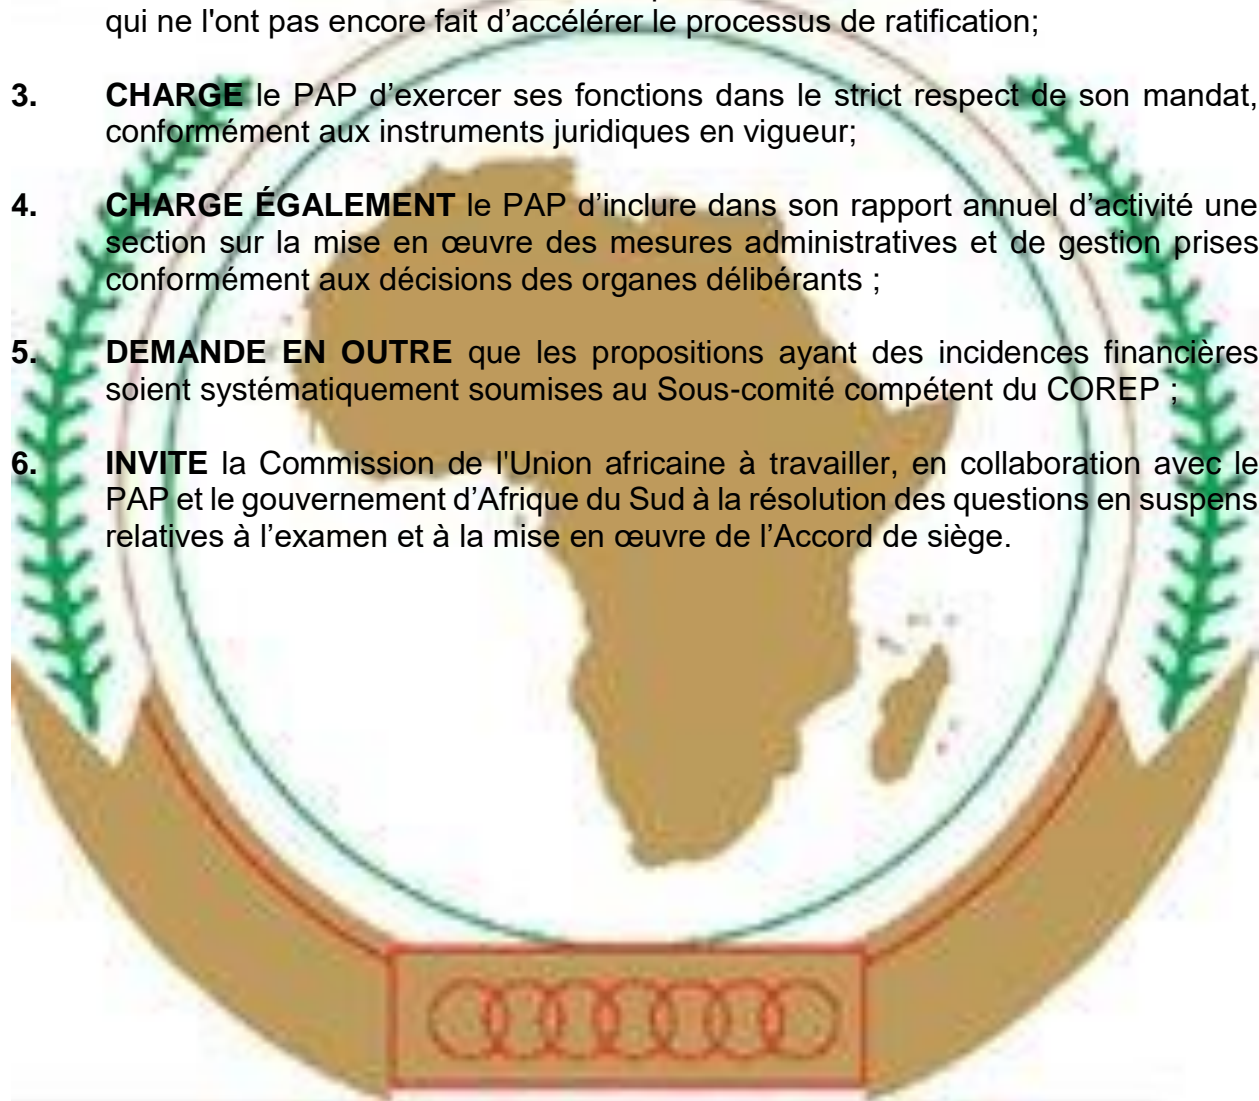 qui ne l'ont pas encore fait d’accélérer le processus de ratification;
3. CHARGE le PAP d’exercer ses fonctions dans le strict respect de son mandat,
conformément aux instruments juridiques en vigueur;
4. CHARGE ÉGALEMENT le PAP d’inclure dans son rapport annuel d’activité une
section sur la mise en œuvre des mesures administratives et de gestion prises
conformément aux décisions des organes délibérants ;
5. DEMANDE EN OUTRE que les propositions ayant des incidences financières
soient systématiquement soumises au Sous-comité compétent du COREP ;
6. INVITE la Commission de l'Union africaine à travailler, en collaboration avec le
PAP et le gouvernement d’Afrique du Sud à la résolution des questions en suspens
relatives à l’examen et à la mise en œuvre de l’Accord de siège.